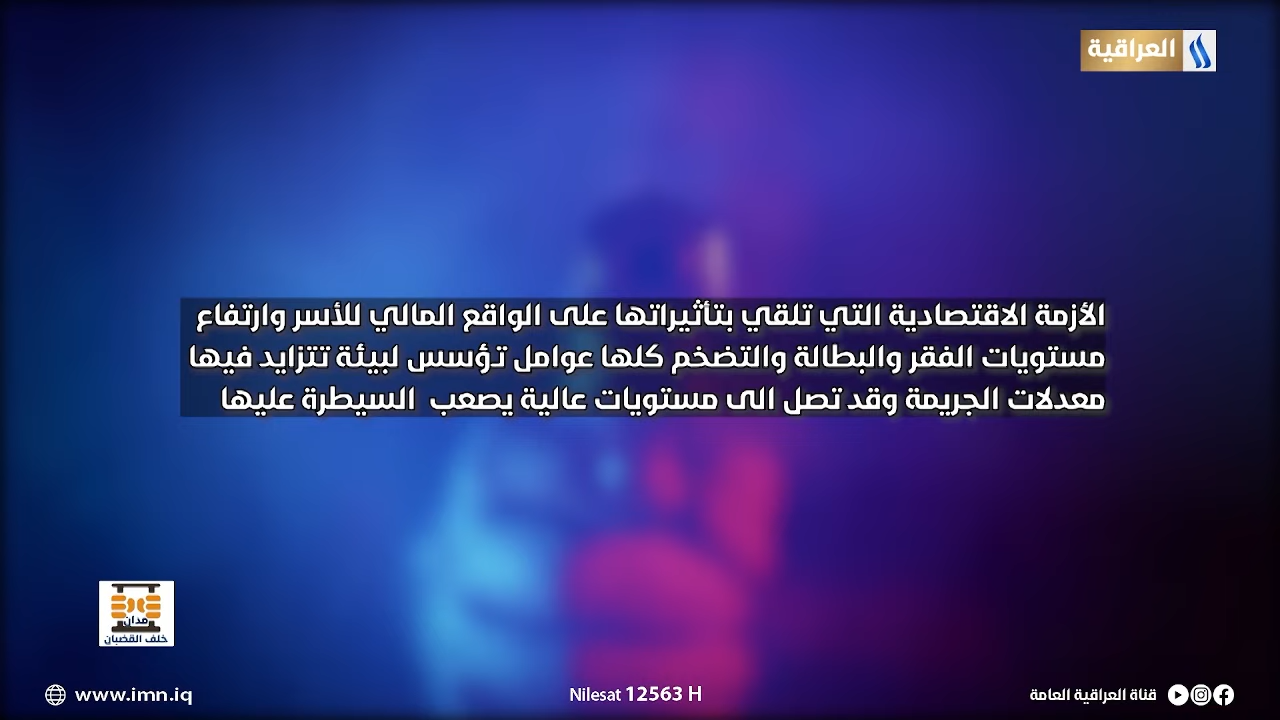 العراقية
الأزمة الاقتصادية التي تلقي بتأثيراتها على الواقع المالي للأسر وارتفاع
مستويات الفقر والبطالة والتضخم كلها عوامل تؤسس لبيئة تتزايد فيها
معدلات الجريمة وقد تصل الى مستويات عالية يصعب السيطرة عليها
مدان
خلف القضبان
www.imn.iq
Nilesat 12563 H
قناة العراقية العامة